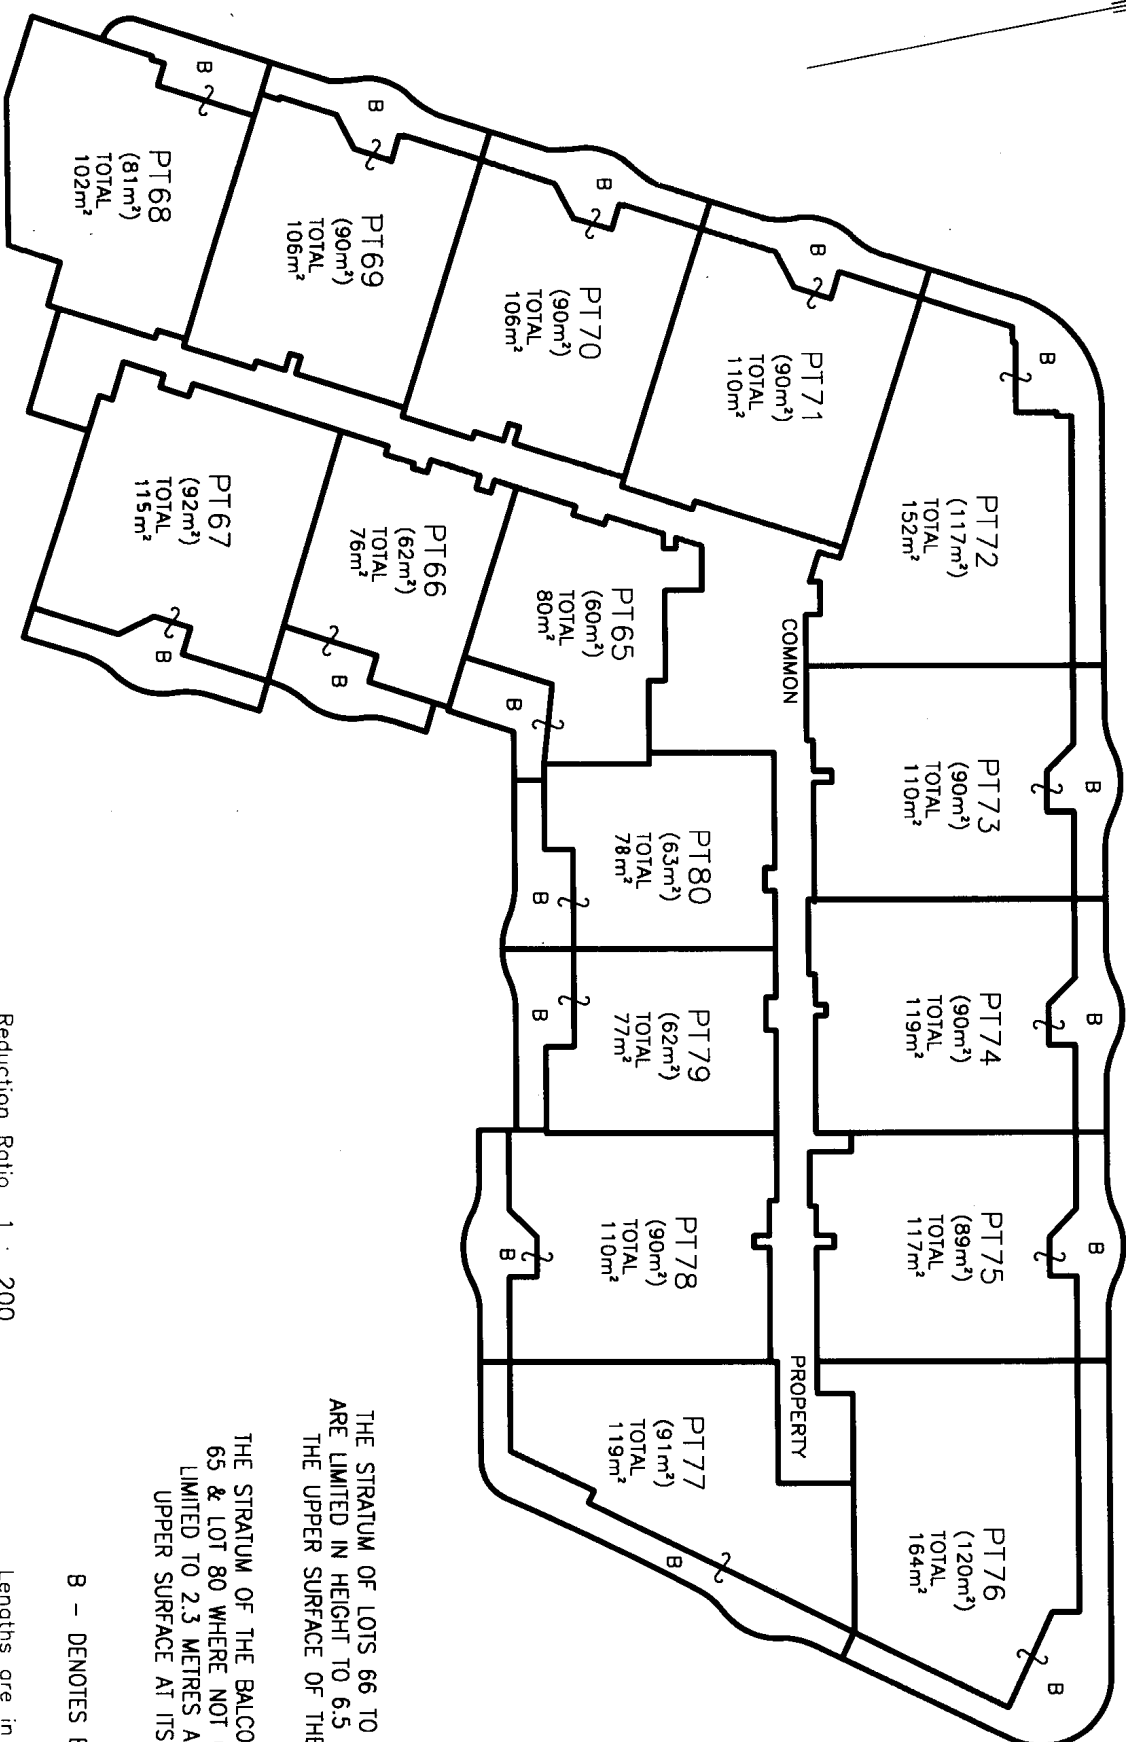 B
PT68
(81m²)
TOTAL
102m²
B
PT69
(90m²)
TOTAL
106m²
B
PT70
(90m²)
TOTAL
106m²
B
PT71
(90m²)
TOTAL
110m²
B
PT72
(117m²)
TOTAL
152m²
B
PT73
(90m²)
TOTAL
110m²
B
PT74
(90m²)
TOTAL
119m²
B
PT75
(89m²)
TOTAL
117m²
B
PT76
(120m²)
TOTAL
164m²
COMMON
PROPERTY
PT67
(92m²)
TOTAL
115m²
B
PT66
(62m²)
TOTAL
76m²
B
PT65
(60m²)
TOTAL
80m²
B
PT80
(63m²)
TOTAL
78m²
B
PT79
(62m²)
TOTAL
77m²
B
PT78
(90m²)
TOTAL
110m²
B
PT77
(91m²)
TOTAL
119m²
B
THE STRATUM OF LOTS 66 TO
ARE LIMITED IN HEIGHT TO 6.5
THE UPPER SURFACE OF THE
THE STRATUM OF THE BALCO
65 & LOT 80 WHERE NOT
LIMITED TO 2.3 METRES A
UPPER SURFACE AT ITS
B - DENOTES
Reduction Ratio 1 : 200
Lengths are in